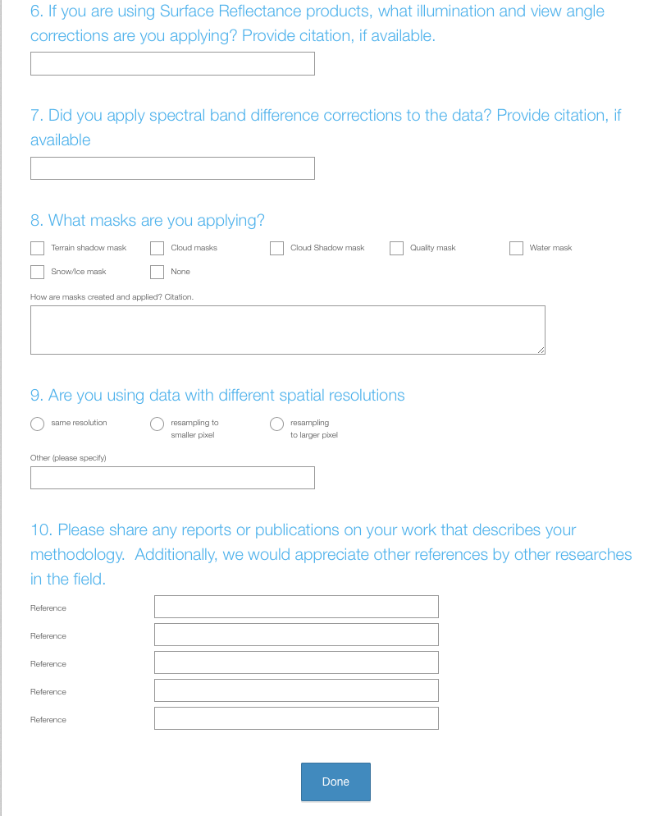 6. If you are using Surface Reflectance products, what illumination and view angle
corrections are you applying? Provide citation, if available.
7. Did you apply spectral band difference corrections to the data? Provide citation, if
available
8. What masks are you applying?
Terrain shadow mask Cloud masks Cloud Shadow mask Quality mask Water mask
Snow/Ice mask None
How are masks created and applied? Citation.
9. Are you using data with different spatial resolutions
same resolution resampling to resampling
smaller pixel to larger pixel
Other (please specify)
10. Please share any reports or publications on your work that describes your
methodology.  Additionally, we would appreciate other references by other researches
in the field.
Reference
Reference
Reference
Reference
Reference
Done